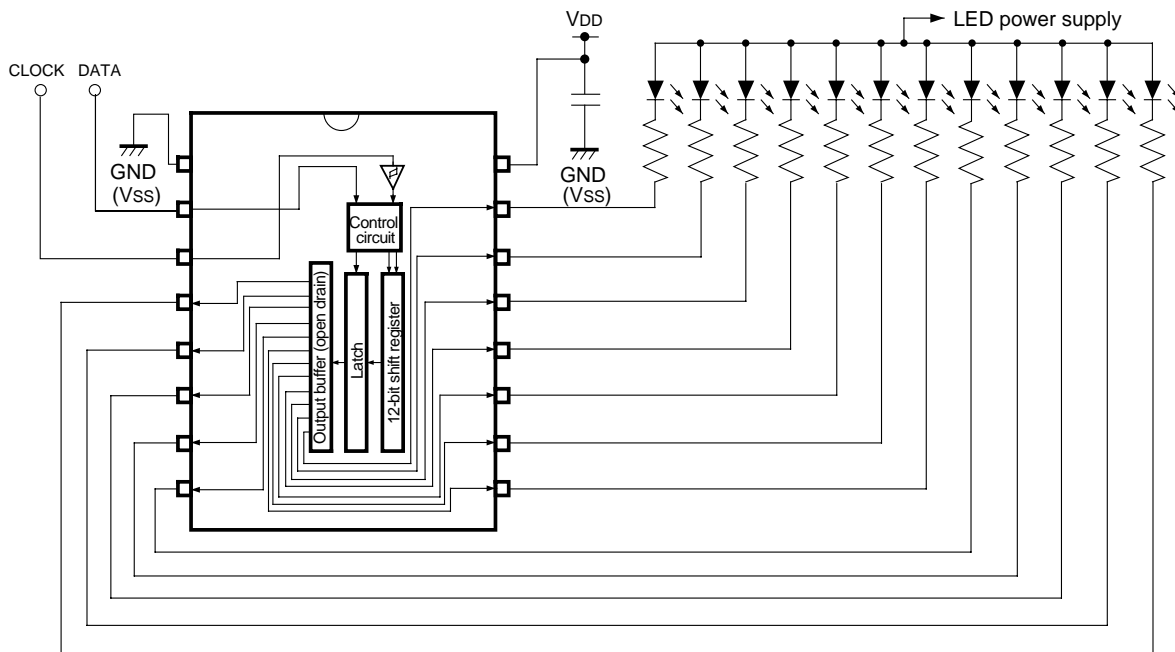 VDD
LED power supply
CLOCK
DATA
GND
(VSS)
GND
(VSS)
Control
circuit
Output buffer (open drain)
Latch
12-bit shift register